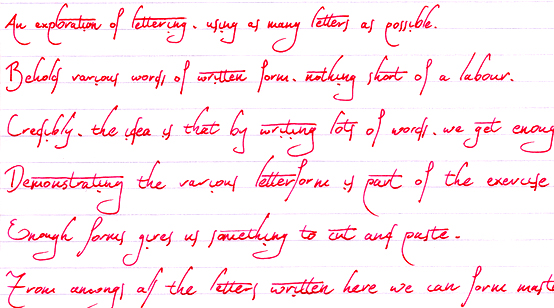 An exploration of lettering. using as many letters as possible.
Behold various words of written form. nothing short of a labour.
Credibly. the idea is that by writing lots of words. we get enoug
Demonstrating the various letterform is part of the exercise
Enough forms gives us something to cut and paste.
From amongs all the letters written here we can form mast